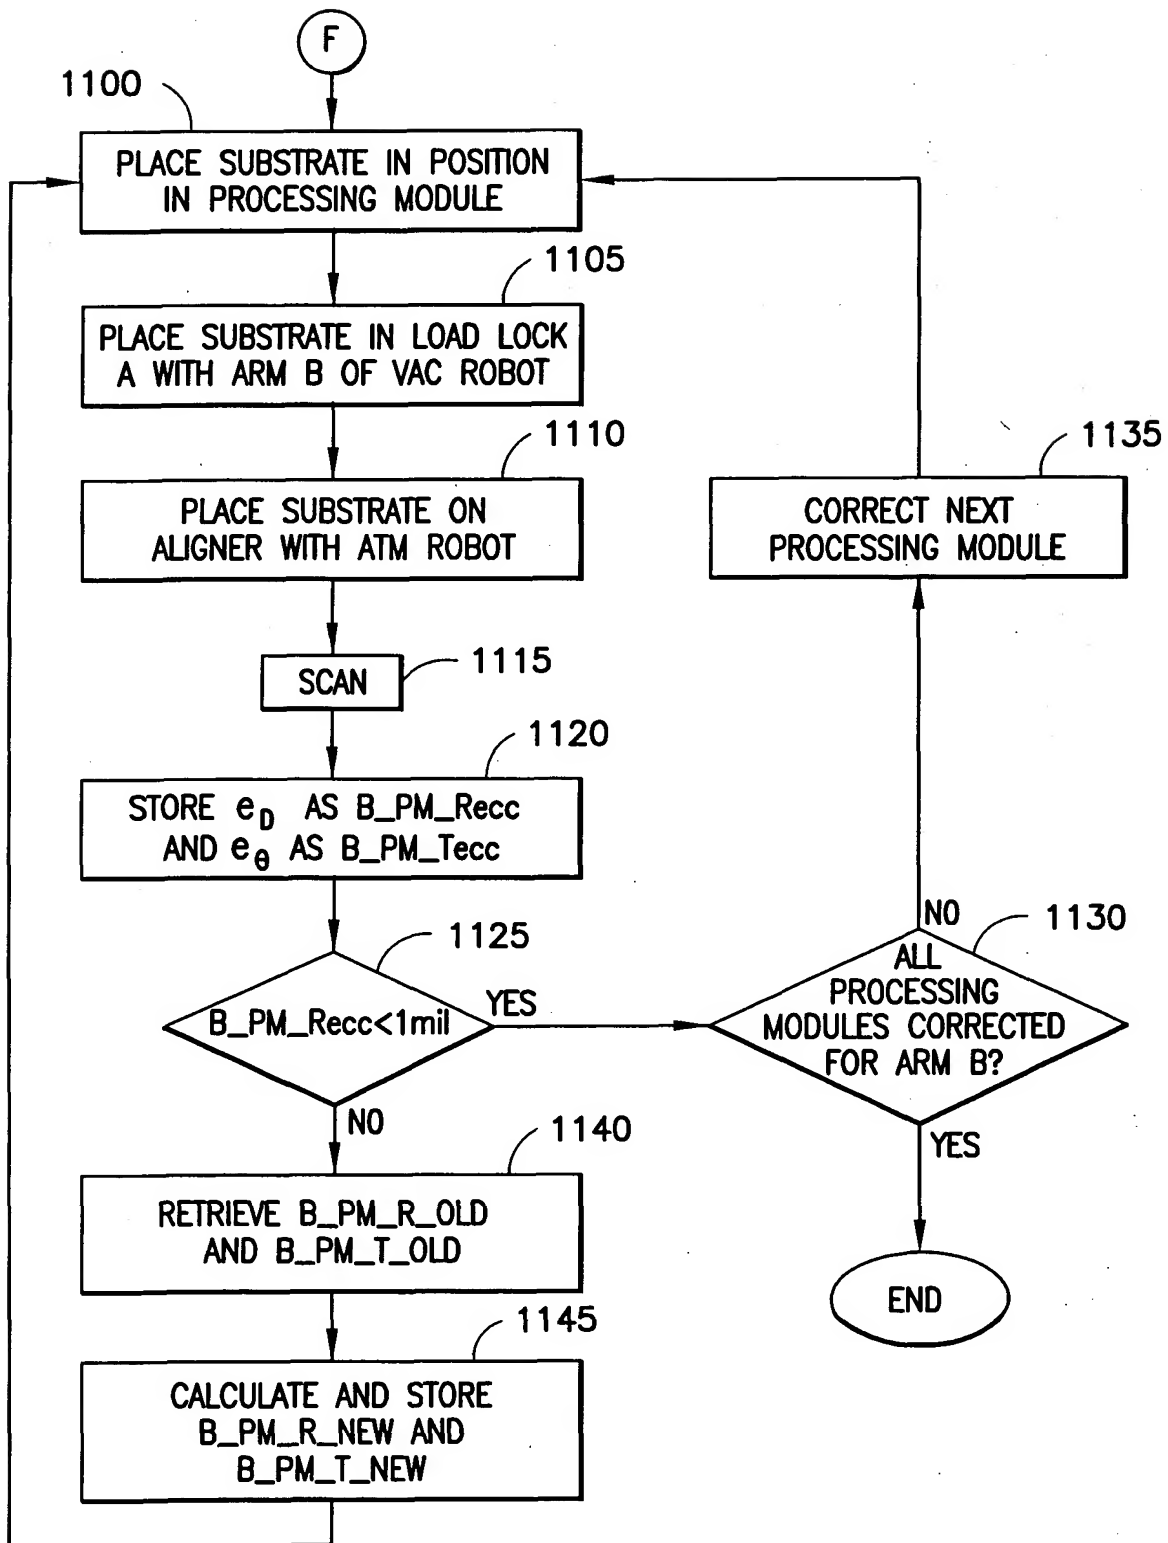 F
1100
PLACE SUBSTRATE IN POSITION
IN PROCESSING MODULE
1105
PLACE SUBSTRATE IN LOAD LOCK
A WITH ARM B OF VAC ROBOT
1110
PLACE SUBSTRATE ON
ALIGNER WITH ATM ROBOT
1135
CORRECT NEXT
PROCESSING MODULE
SCAN
1115
1120
STORE e_D AS B_PM_Recc
AND e_θ AS B_PM_Tecc
1125
B_PM_Recc<1mil
YES
NO
NO
1130
ALL
PROCESSING
MODULES CORRECTED
FOR ARM B?
YES
END
1140
RETRIEVE B_PM_R_OLD
AND B_PM_T_OLD
1145
CALCULATE AND STORE
B_PM_R_NEW AND
B_PM_T_NEW